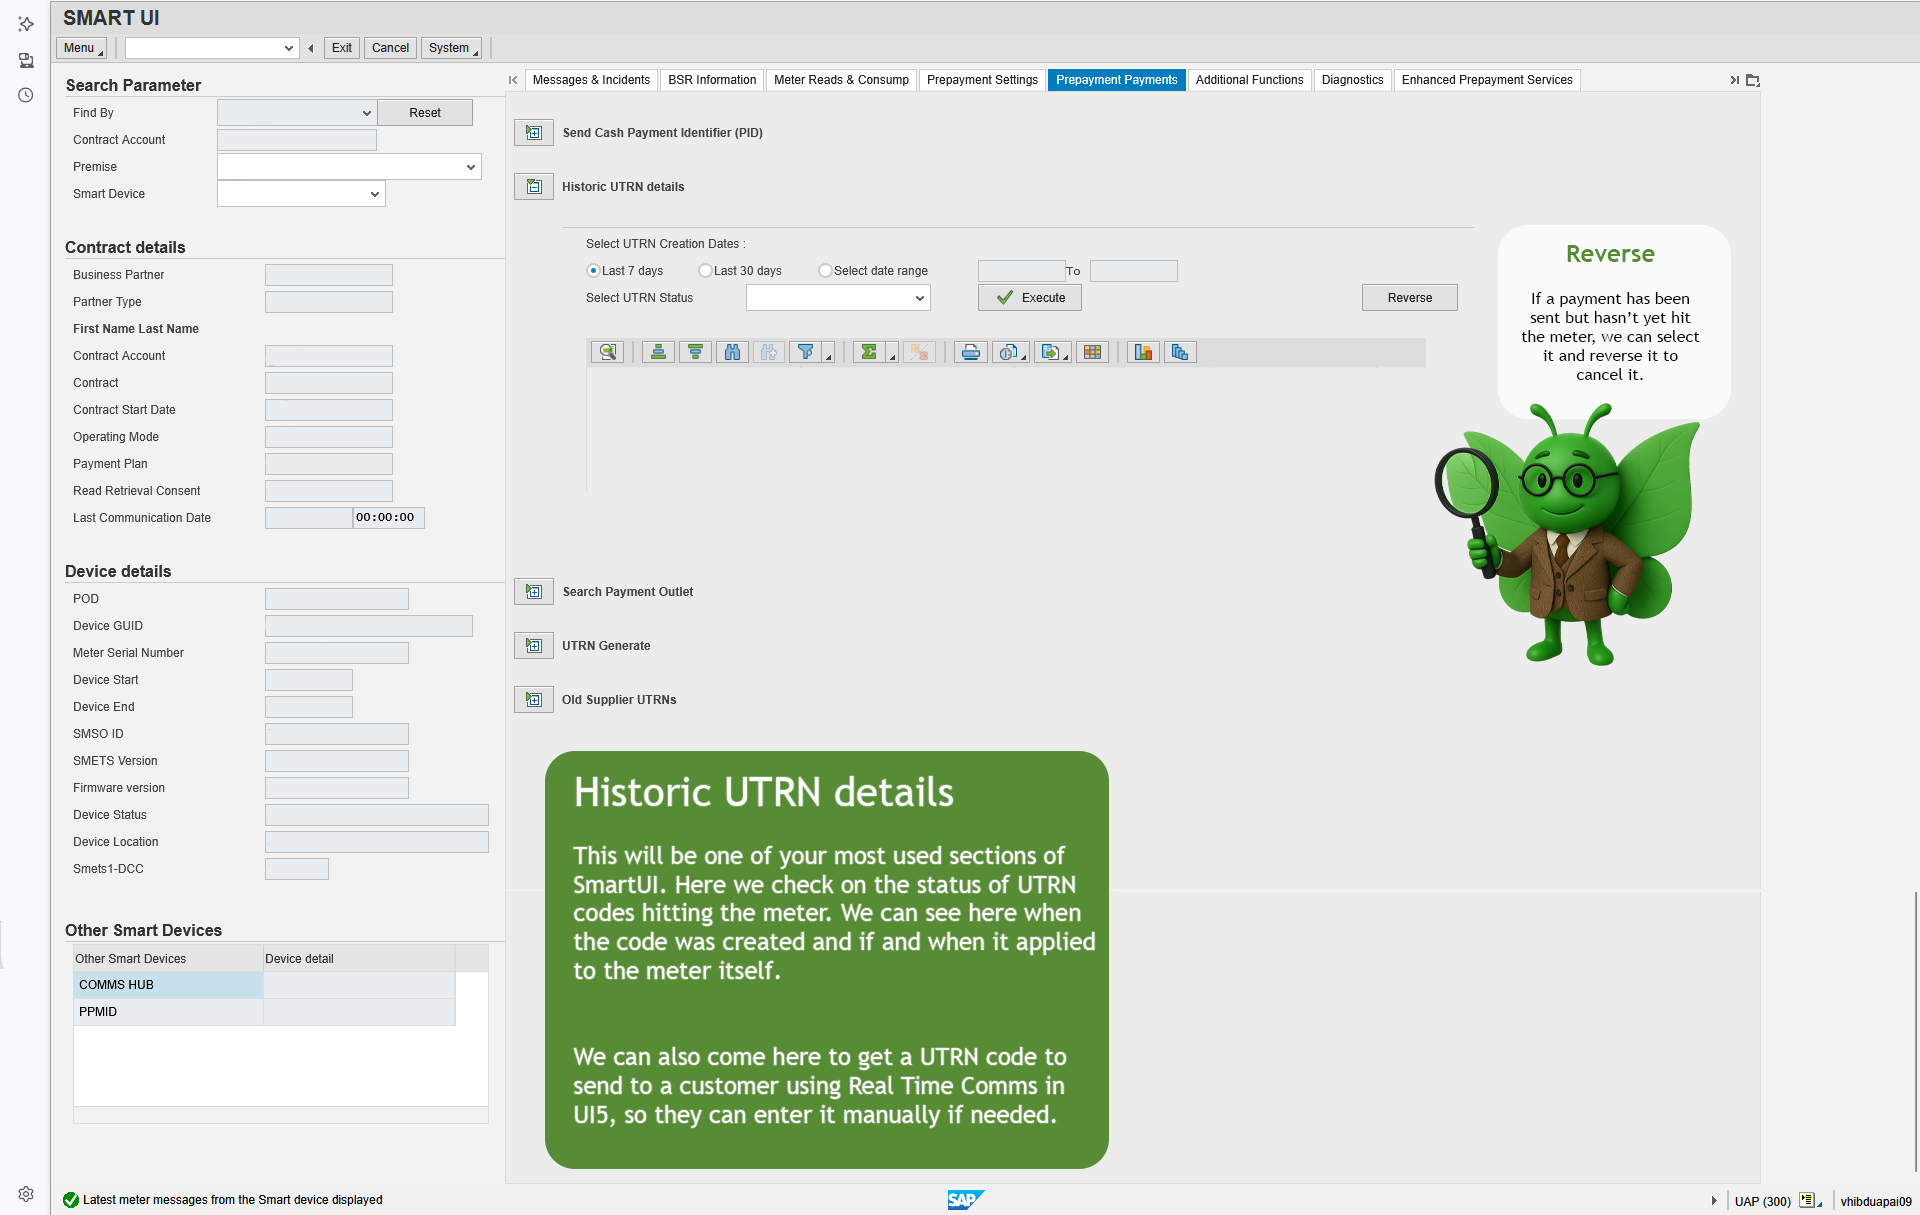 SMART UI
Menu
Exit
Cancel
System
Search Parameter
Find By
Reset
Contract Account
Premise
Smart Device
Contract details
Business Partner
Partner Type
First Name Last Name
Contract Account
Contract
Contract Start Date
Operating Mode
Payment Plan
Read Retrieval Consent
Last Communication Date
00:00:00
Device details
POD
Device GUID
Meter Serial Number
Device Start
Device End
SMSO ID
SMETS Version
Firmware version
Device Status
Device Location
Smets1-DCC
Other Smart Devices
Other Smart Devices Device detail
COMMS HUB
PPMID
Messages & Incidents
BSR Information
Meter Reads & Consump
Prepayment Settings
Prepayment Payments
Additional Functions
Diagnostics
Enhanced Prepayment Services
Send Cash Payment Identifier (PID)
Historic UTRN details
Select UTRN Creation Dates :
Last 7 days Last 30 days Select date range To
Select UTRN Status
Execute
Reverse
Reverse
If a payment has been
sent but hasn’t yet hit
the meter, we can select
it and reverse it to
cancel it.
Search Payment Outlet
UTRN Generate
Old Supplier UTRNs
Historic UTRN details
This will be one of your most used sections of
SmartUI. Here we check on the status of UTRN
codes hitting the meter. We can see here when
the code was created and if and when it applied
to the meter itself.
We can also come here to get a UTRN code to
send to a customer using Real Time Comms in
UI5, so they can enter it manually if needed.
Latest meter messages from the Smart device displayed
SAP
UAP (300)
vhibduapai09